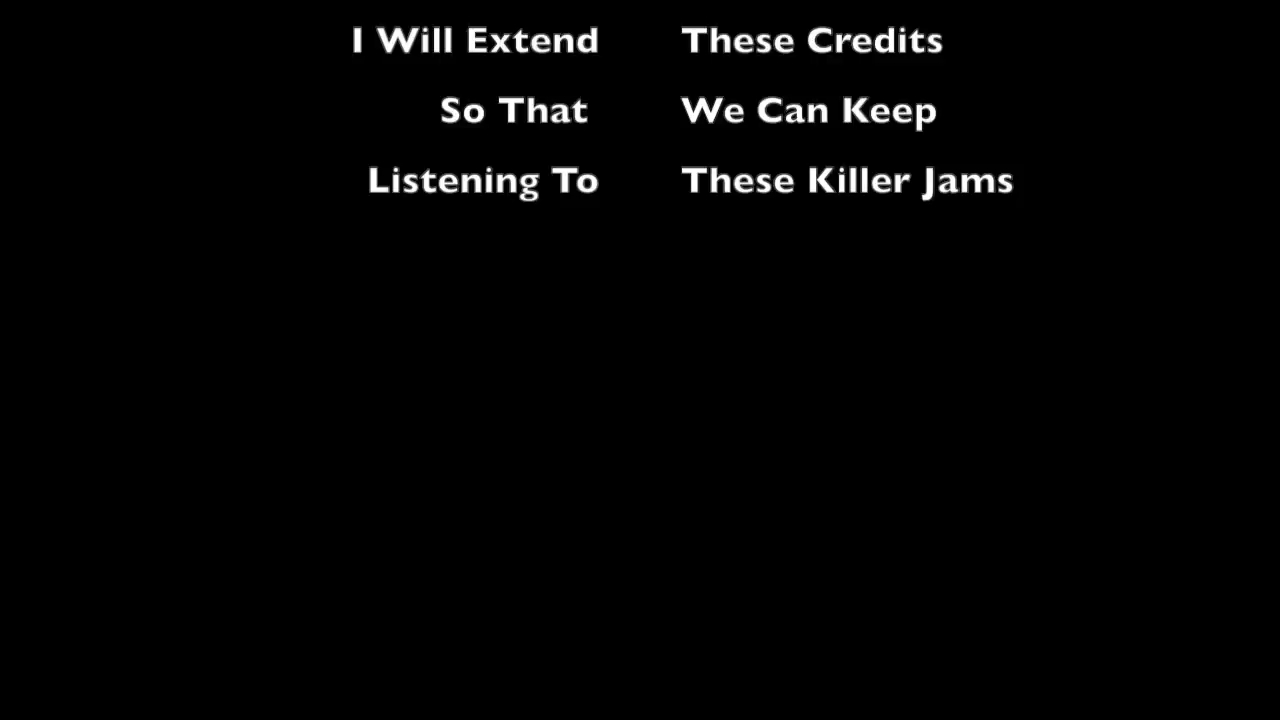 I Will Extend These Credits
So That We Can Keep
Listening To These Killer Jams